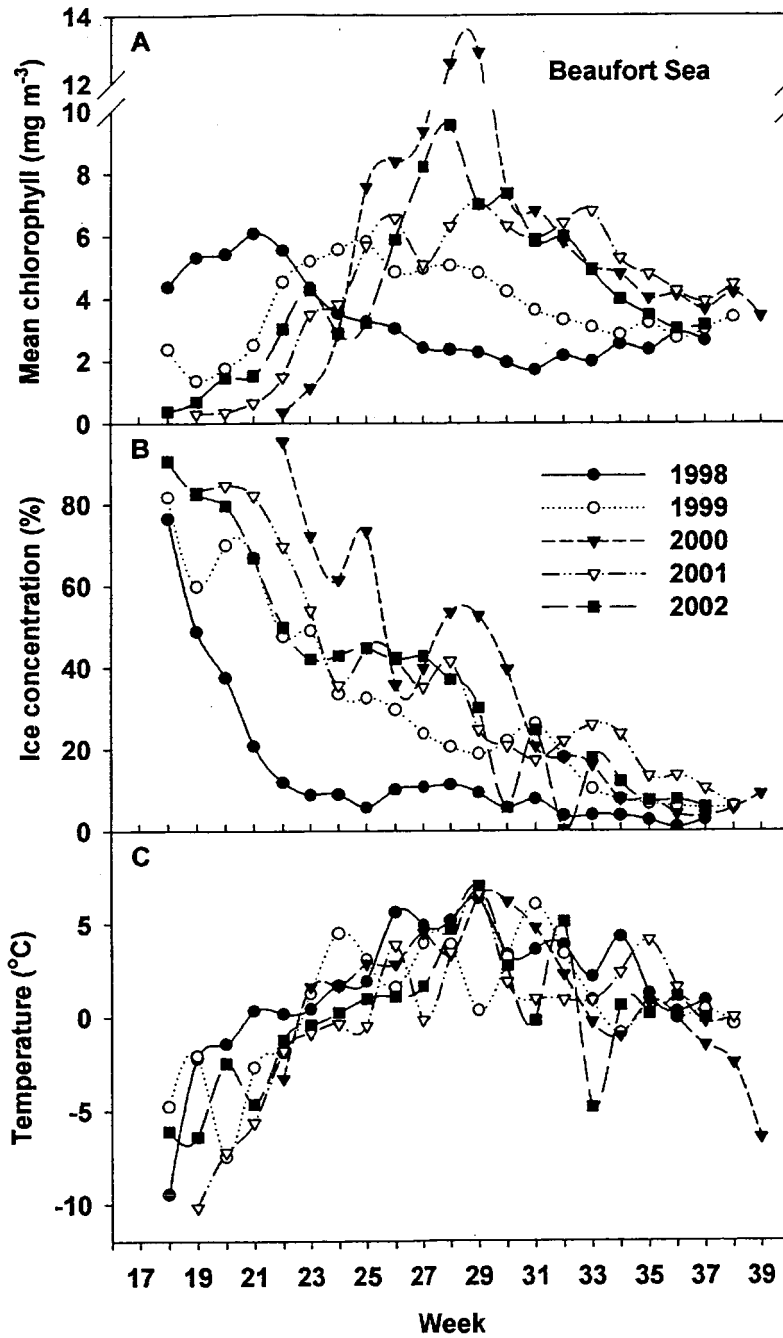 A
Beaufort Sea
Mean chlorophyll (mg m⁻³)
14
12
10
8
6
4
2
0
B
Ice concentration (%)
80
60
40
20
0
1998
1999
2000
2001
2002
C
Temperature (°C)
5
0
-5
-10
17 19 21 23 25 27 29 31 33 35 37 39
Week